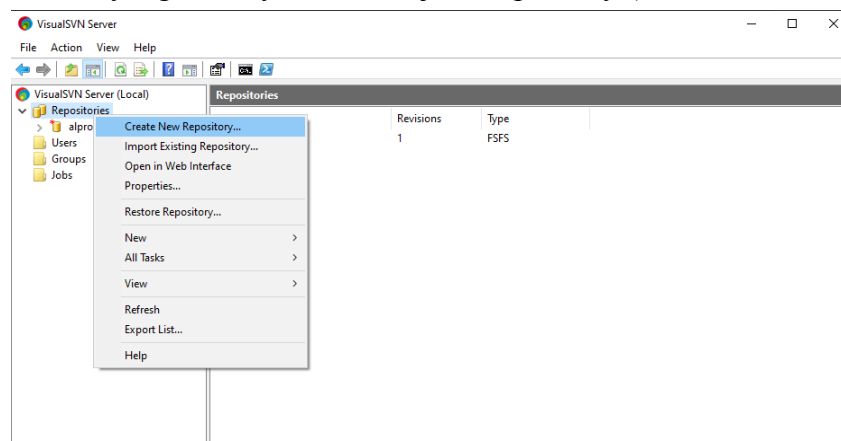 VisualSVN Server
File Action View Help
VisualSVN Server (Local)
Repositories
Repositories
alpro
Users
Groups
Jobs
Revisions Type
1 FSFS
Create New Repository...
Import Existing Repository...
Open in Web Interface
Properties...
Restore Repository...
New
All Tasks
View
Refresh
Export List...
Help